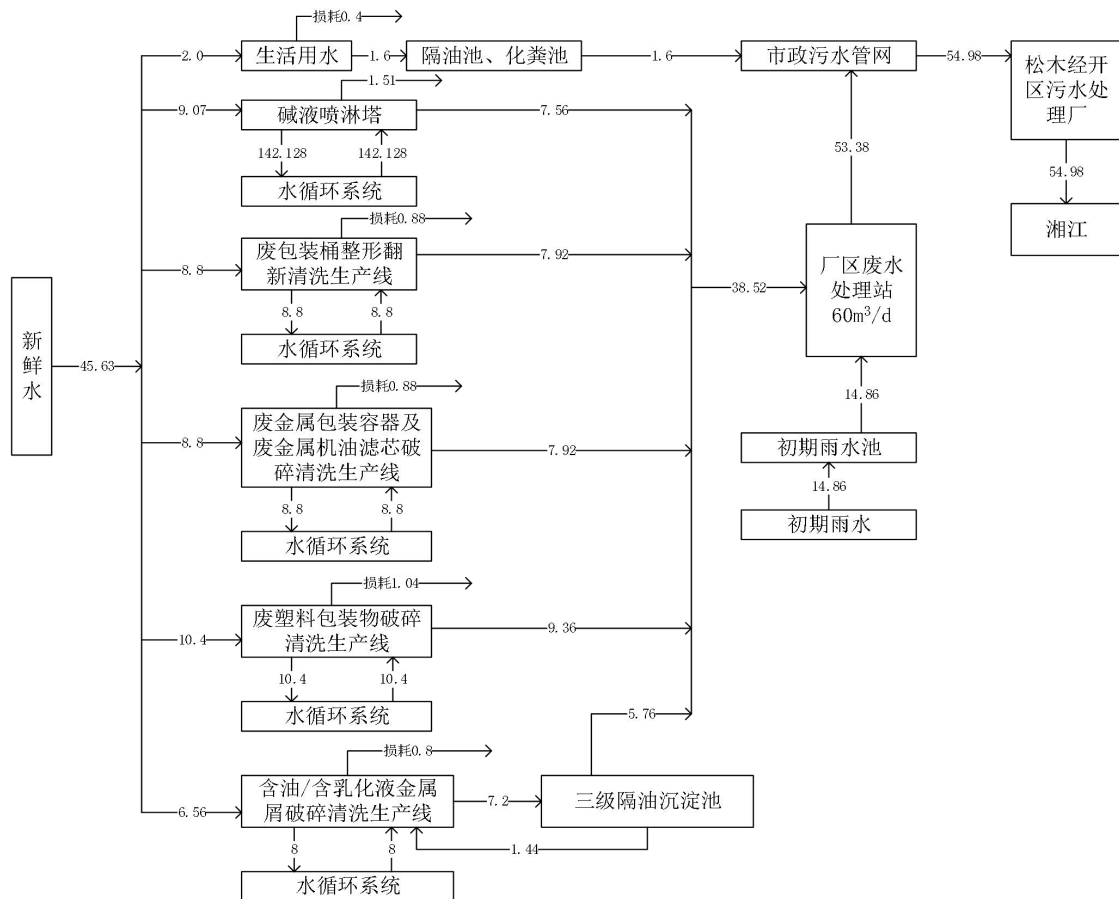 损耗0.4
2.0
生活用水
1.6
隔油池、化粪池
1.6
市政污水管网
54.98
松木经开
区污水处
理厂
1.51
9.07
碱液喷淋塔
7.56
142.128
142.128
水循环系统
53.38
54.98
湘江
损耗0.88
8.8
废包装桶整形翻
新清洗生产线
7.92
8.8
8.8
水循环系统
38.52
厂区废水
处理站
60m³/d
新
鲜
水
45.63
损耗0.88
8.8
废金属包装容器及
废金属机油滤芯破
碎清洗生产线
7.92
8.8
8.8
水循环系统
14.86
初期雨水池
14.86
初期雨水
损耗1.04
10.4
废塑料包装物破碎
清洗生产线
9.36
10.4
10.4
水循环系统
5.76
损耗0.8
6.56
含油/含乳化液金属
屑破碎清洗生产线
7.2
三级隔油沉淀池
1.44
8
8
水循环系统